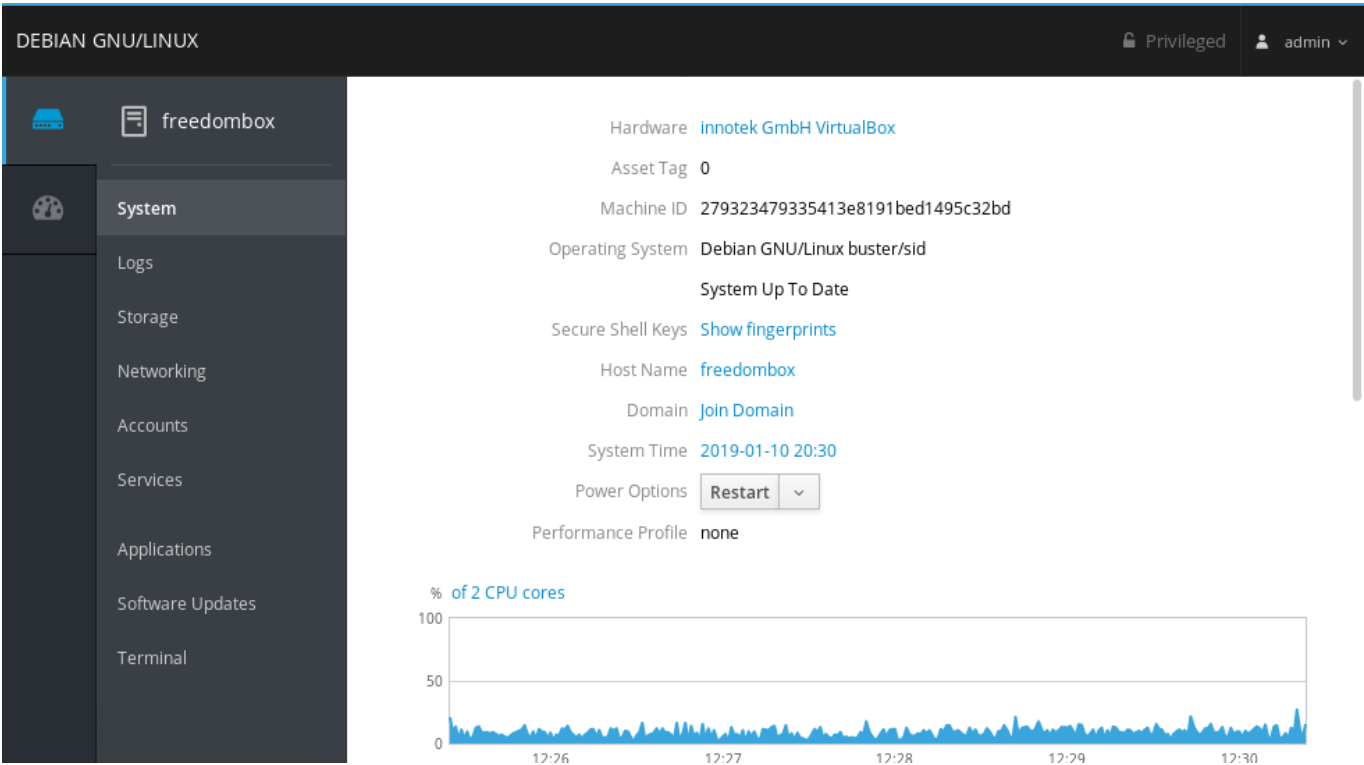 DEBIAN GNU/LINUX
Privileged
admin
freedombox
System
Logs
Storage
Networking
Accounts
Services
Applications
Software Updates
Terminal
Hardware innotek GmbH VirtualBox
Asset Tag 0
Machine ID 279323479335413e8191bed1495c32bd
Operating System Debian GNU/Linux buster/sid
System Up To Date
Secure Shell Keys Show fingerprints
Host Name freedombox
Domain Join Domain
System Time 2019-01-10 20:30
Power Options Restart
Performance Profile none
% of 2 CPU cores
100
50
0
12:26 12:27 12:28 12:29 12:30